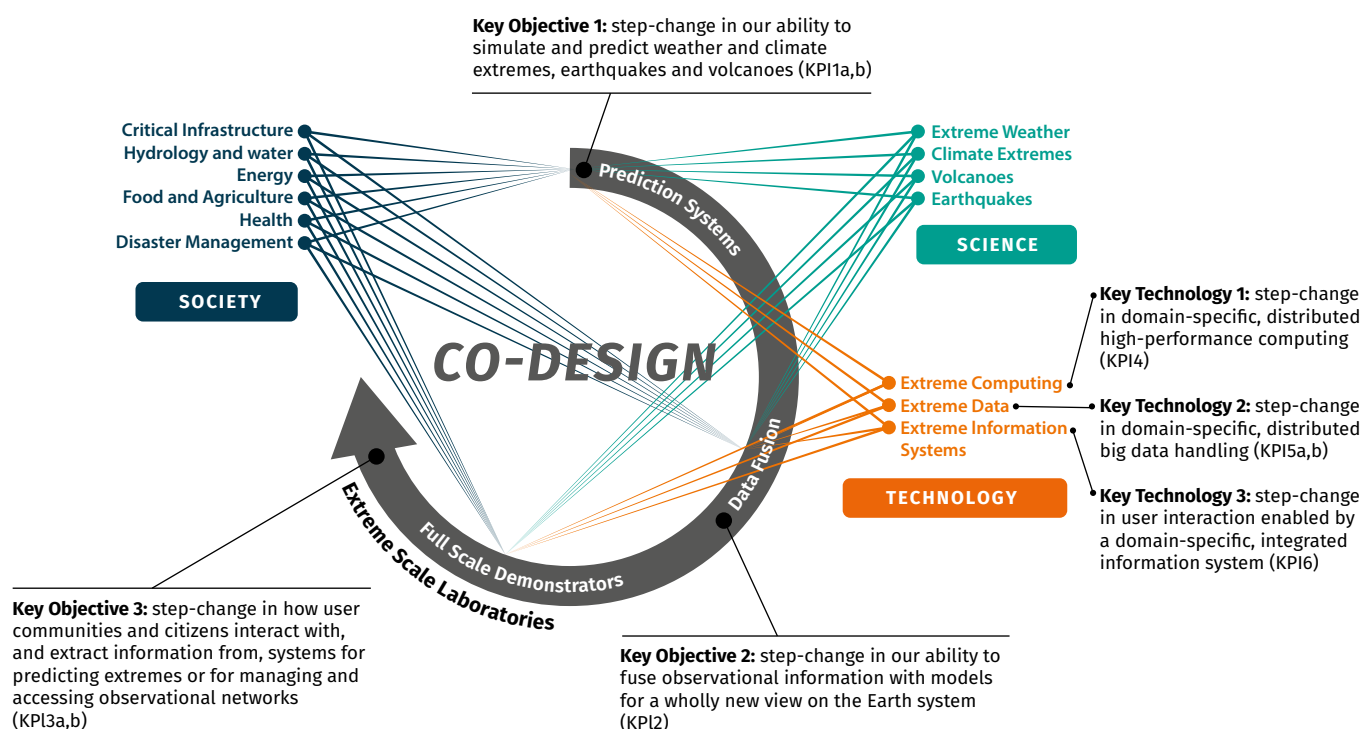 Key Objective 1: step-change in our ability to
simulate and predict weather and climate
extremes, earthquakes and volcanoes (KPI1a,b)
Critical Infrastructure
Hydrology and water
Energy
Food and Agriculture
Health
Disaster Management
SOCIETY
Prediction Systems
Extreme Weather
Climate Extremes
Volcanoes
Earthquakes
SCIENCE
CO-DESIGN
Extreme Computing
Extreme Data
Extreme Information
Systems
TECHNOLOGY
Key Technology 1: step-change
in domain-specific, distributed
high-performance computing
(KPI4)
Key Technology 2: step-change
in domain-specific, distributed
big data handling (KPI5a,b)
Key Technology 3: step-change
in user interaction enabled by
a domain-specific, integrated
information system (KPI6)
Data Fusion
Full Scale Demonstrators
Extreme Scale Laboratories
Key Objective 3: step-change in how user
communities and citizens interact with,
and extract information from, systems for
predicting extremes or for managing and
accessing observational networks
(KPl3a,b)
Key Objective 2: step-change in our ability to
fuse observational information with models
for a wholly new view on the Earth system
(KPl2)